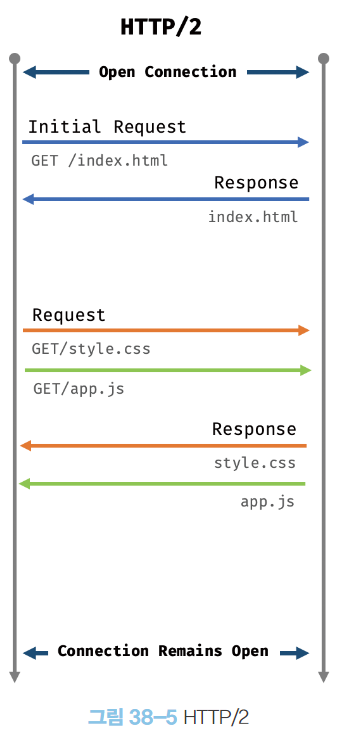 HTTP/2
Open Connection
Initial Request
GET /index.html
Response
index.html
Request
GET/style.css
GET/app.js
Response
style.css
app.js
Connection Remains Open
그림 38-5 HTTP/2